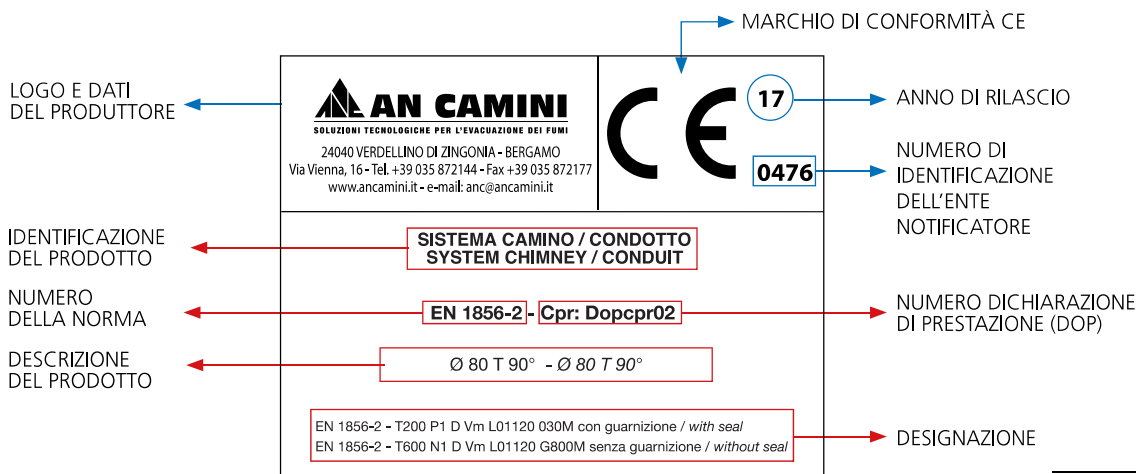 MARCHIO DI CONFORMITÀ CE
LOGO E DATI
DEL PRODUTTORE
AN CAMINI
SOLUZIONI TECNOLOGICHE PER L'EVACUAZIONE DEI FUMI
24040 VERDELLINO DI ZINGONIA - BERGAMO
Via Vienna, 16 - Tel. +39 035 872144 - Fax +39 035 872177
www.ancamini.it - e-mail: anc@ancamini.it
CE
17
0476
ANNO DI RILASCIO
NUMERO DI
IDENTIFICAZIONE
DELL'ENTE
NOTIFICATORE
IDENTIFICAZIONE
DEL PRODOTTO
SISTEMA CAMINO / CONDOTTO
SYSTEM CHIMNEY / CONDUIT
NUMERO
DELLA NORMA
EN 1856-2 - Cpr: Dopcpr02
NUMERO DICHIARAZIONE
DI PRESTAZIONE (DOP)
DESCRIZIONE
DEL PRODOTTO
Ø 80 T 90° - Ø 80 T 90°
EN 1856-2 - T200 P1 D Vm L01120 030M con guarnizione / with seal
EN 1856-2 - T600 N1 D Vm L01120 G800M senza guarnizione / without seal
DESIGNAZIONE